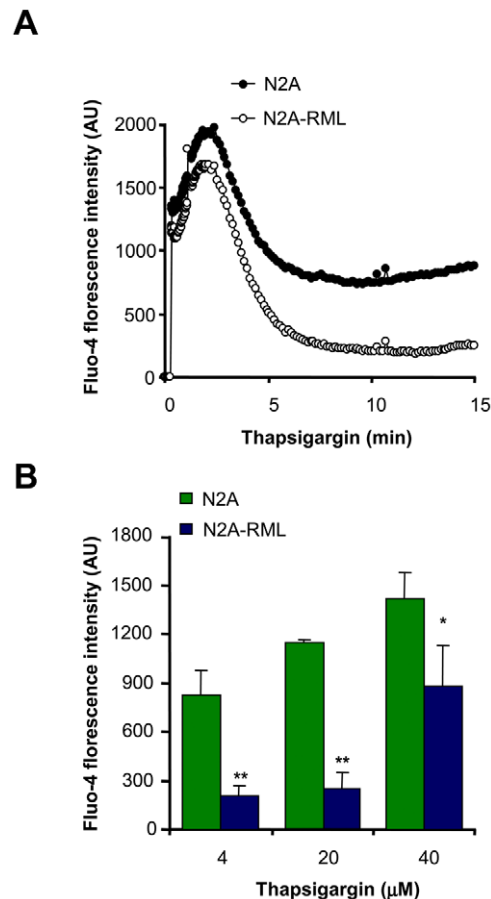 A
N2A
N2A-RML
Fluo-4 florescence intensity (AU)
2000
1500
1000
500
0
0 5 10 15
Thapsigargin (min)
B
N2A
N2A-RML
Fluo-4 florescence intensity (AU)
1800
1500
1200
900
600
300
0
** ** *
4 20 40
Thapsigargin (μM)